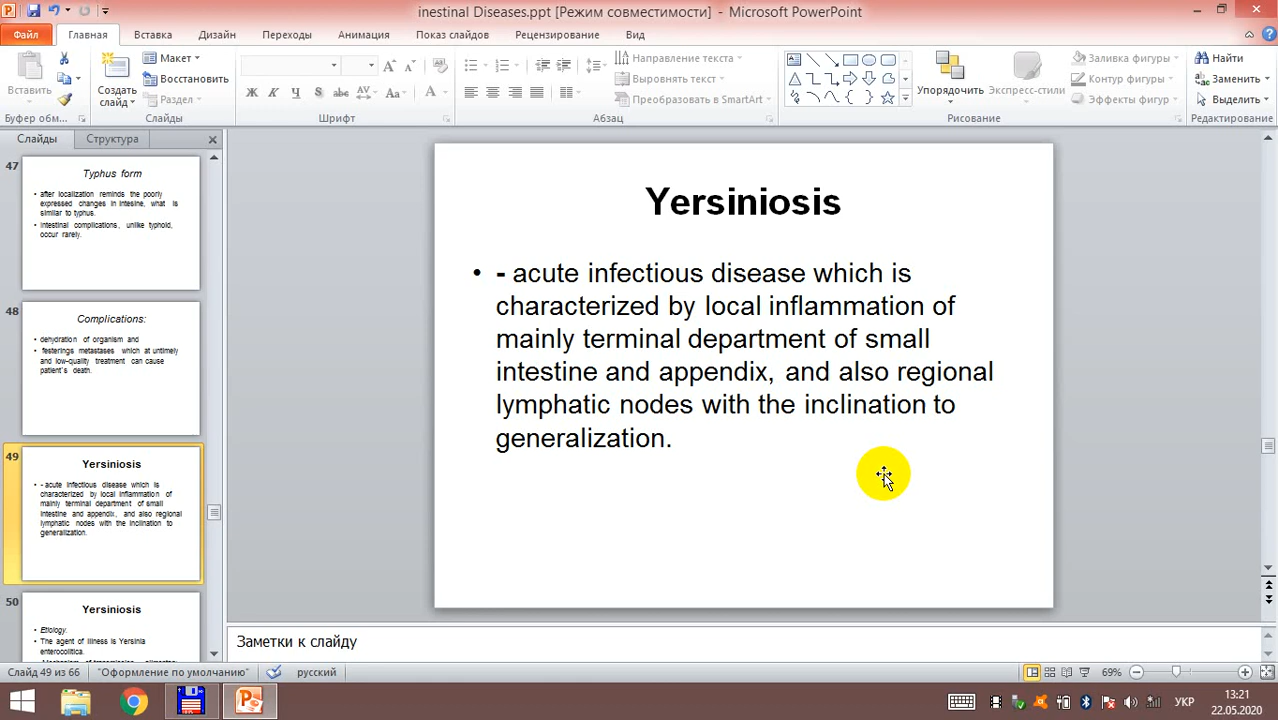 inestinal Diseases.ppt [Режим совместимости] - Microsoft PowerPoint
Файл Главная Вставка Дизайн Переходы Анимация Показ слайдов Рецензирование Вид
Вставить
Буфер обм...
Создать слайд
Макет
Восстановить
Раздел
Слайды
Ж К Ч S abc AV Aa A
Шрифт
Направление текста
Выровнять текст
Преобразовать в SmartArt
Абзац
Упорядочить
Экспресс-стили
Заливка фигуры
Контур фигуры
Эффекты фигур
Рисование
Найти
Заменить
Выделить
Редактирование
Слайды Структура
47
Typhus form
• after localization reminds the poorly
expressed changes in intesine, what is
similar to typhus.
• Intestinal complications, unlike typhoid,
occur rarely.
48
Complications:
• dehydration of organism and
• festerings metastases which at untimely
and low-quality treatment can cause
patient's death.
49
Yersiniosis
• - acute infectious disease which is
characterized by local inflammation of
mainly terminal department of small
intestine and appendix, and also regional
lymphatic nodes with the inclination to
generalization.
50
Yersiniosis
• Etiology.
• The agent of illness is Yersinia
enterocolitica.
Yersiniosis
• - acute infectious disease which is
characterized by local inflammation of
mainly terminal department of small
intestine and appendix, and also regional
lymphatic nodes with the inclination to
generalization.
Заметки к слайду
Слайд 49 из 66 "Оформление по умолчанию" русский 69%
УКР
13:21
22.05.2020